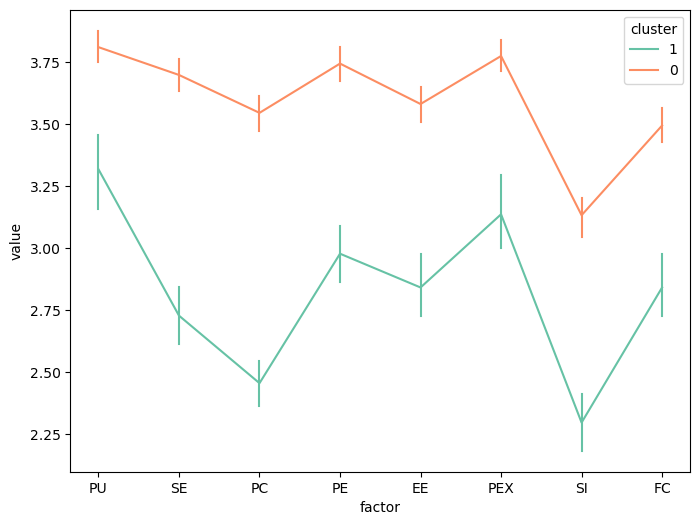 cluster
1
0
3.75
3.50
3.25
3.00
2.75
2.50
2.25
value
PU SE PC PE EE PEX SI FC
factor